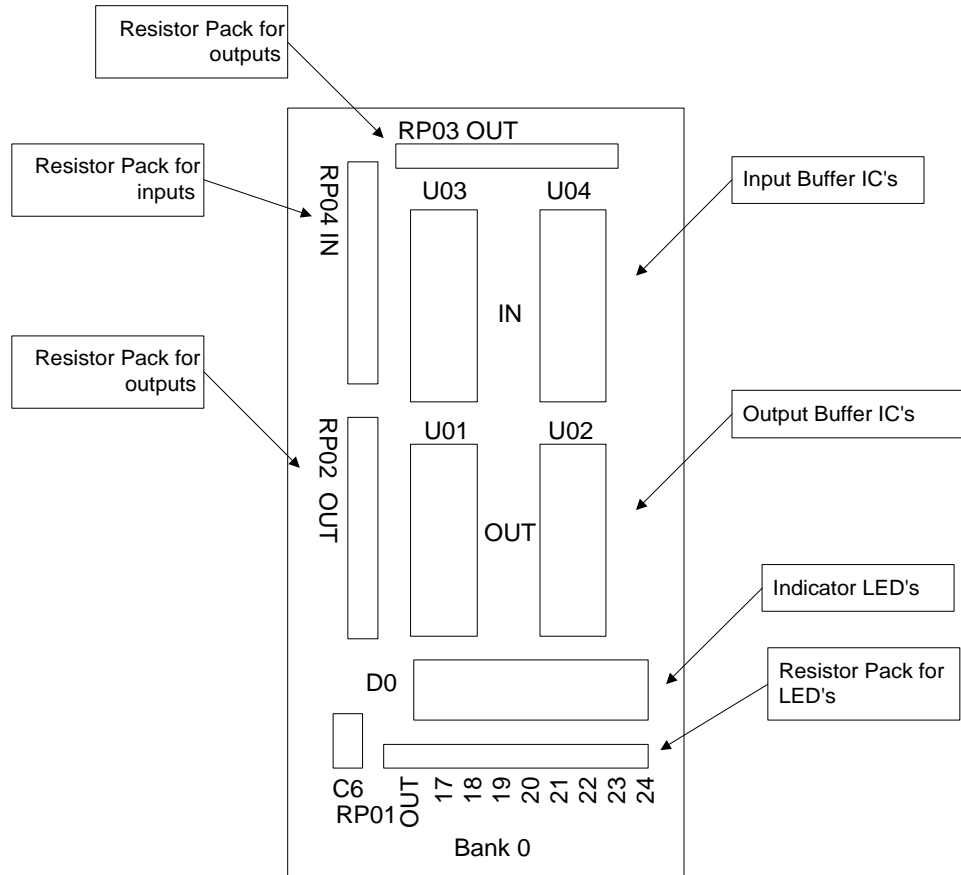 Resistor Pack for
outputs
RP03 OUT
Resistor Pack for
inputs
RP04 IN
U03
U04
Input Buffer IC's
IN
Resistor Pack for
outputs
RP02 OUT
U01
U02
Output Buffer IC's
OUT
Indicator LED's
D0
Resistor Pack for
LED's
C6
RP01
OUT
17
18
19
20
21
22
23
24
Bank 0